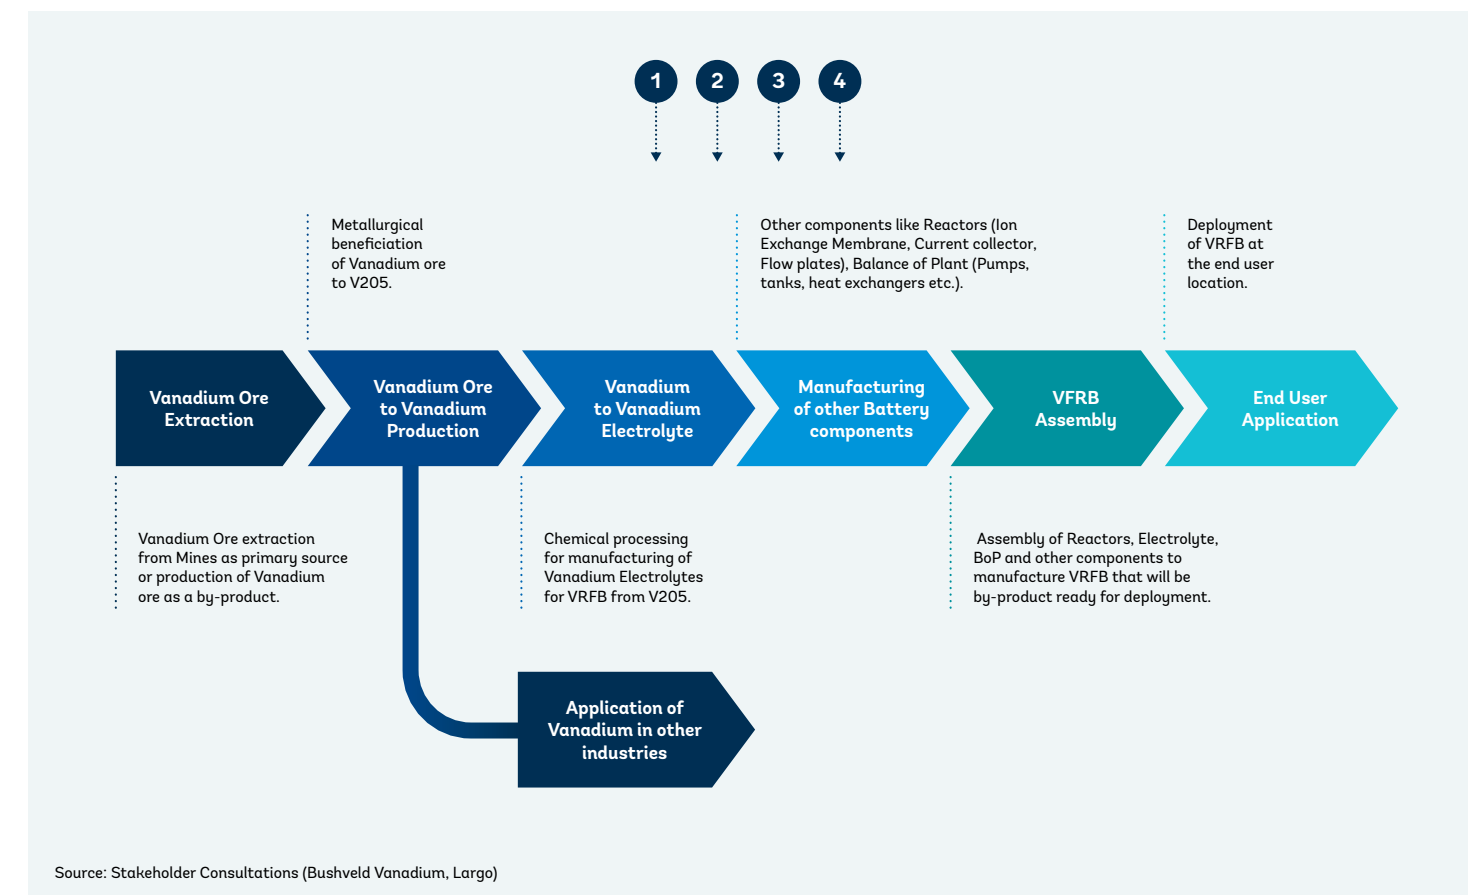 1 2 3 4
Metallurgical
beneficiation
of Vanadium ore
to V205.
Other components like Reactors (Ion
Exchange Membrane, Current collector,
Flow plates), Balance of Plant (Pumps,
tanks, heat exchangers etc.).
Deployment
of VRFB at
the end user
location.
Vanadium Ore
Extraction
Vanadium Ore
to Vanadium
Production
Vanadium
to Vanadium
Electrolyte
Manufacturing
of other Battery
components
VFRB
Assembly
End User
Application
Vanadium Ore extraction
from Mines as primary source
or production of Vanadium
ore as a by-product.
Chemical processing
for manufacturing of
Vanadium Electrolytes
for VRFB from V205.
Assembly of Reactors, Electrolyte,
BoP and other components to
manufacture VRFB that will be
by-product ready for deployment.
Application of
Vanadium in other
industries
Source: Stakeholder Consultations (Bushveld Vanadium, Largo)